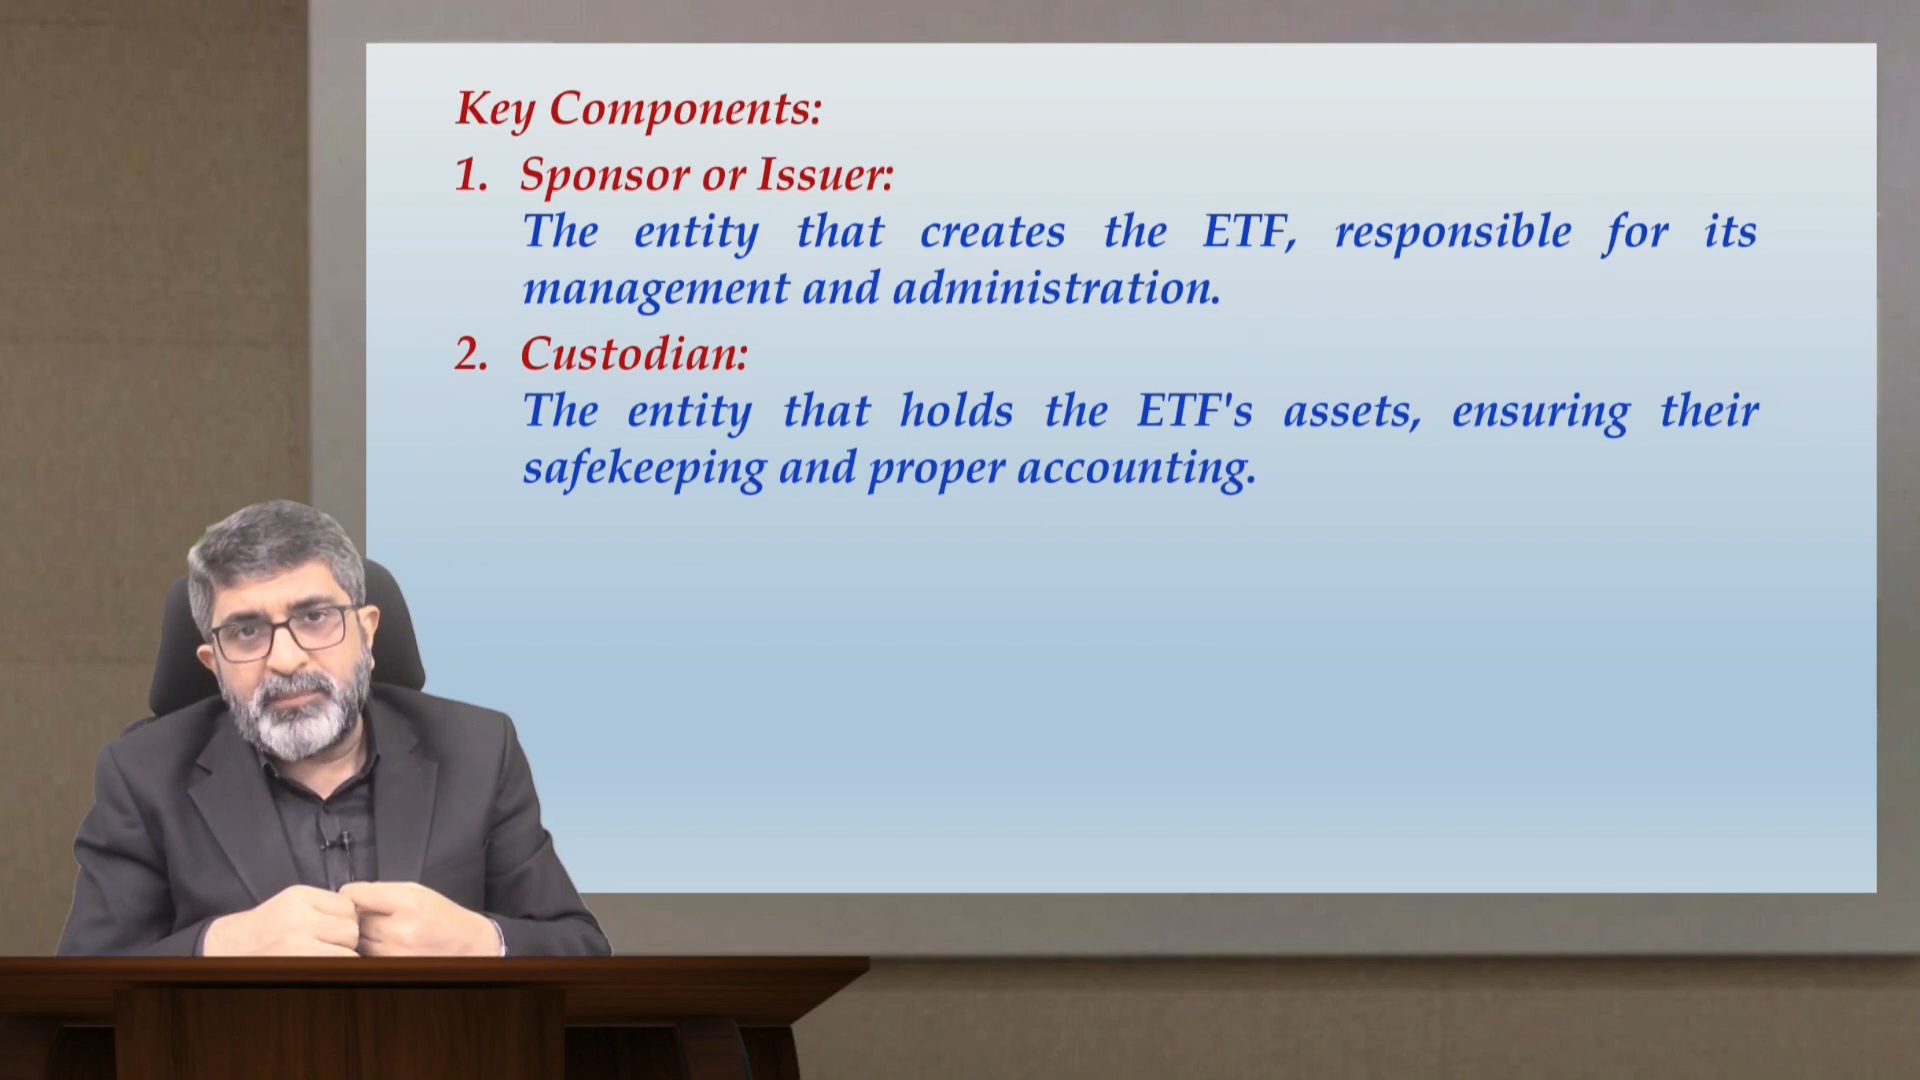 Key Components:
1. Sponsor or Issuer:
The entity that creates the ETF, responsible for its
management and administration.
2. Custodian:
The entity that holds the ETF's assets, ensuring their
safekeeping and proper accounting.